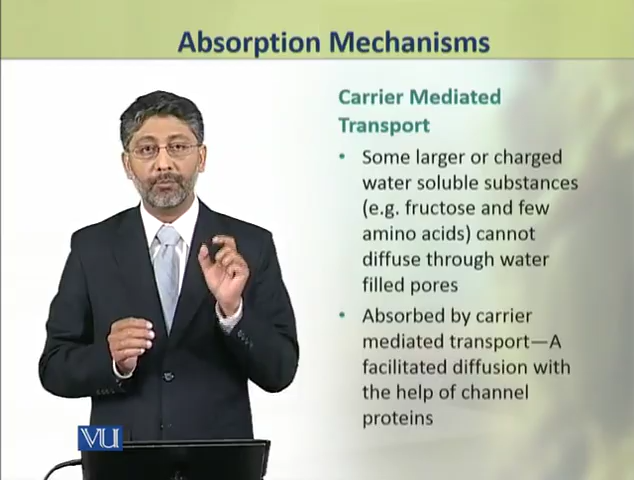 Absorption Mechanisms
Carrier Mediated
Transport
• Some larger or charged
water soluble substances
(e.g. fructose and few
amino acids) cannot
diffuse through water
filled pores
• Absorbed by carrier
mediated transport—A
facilitated diffusion with
the help of channel
proteins
VU